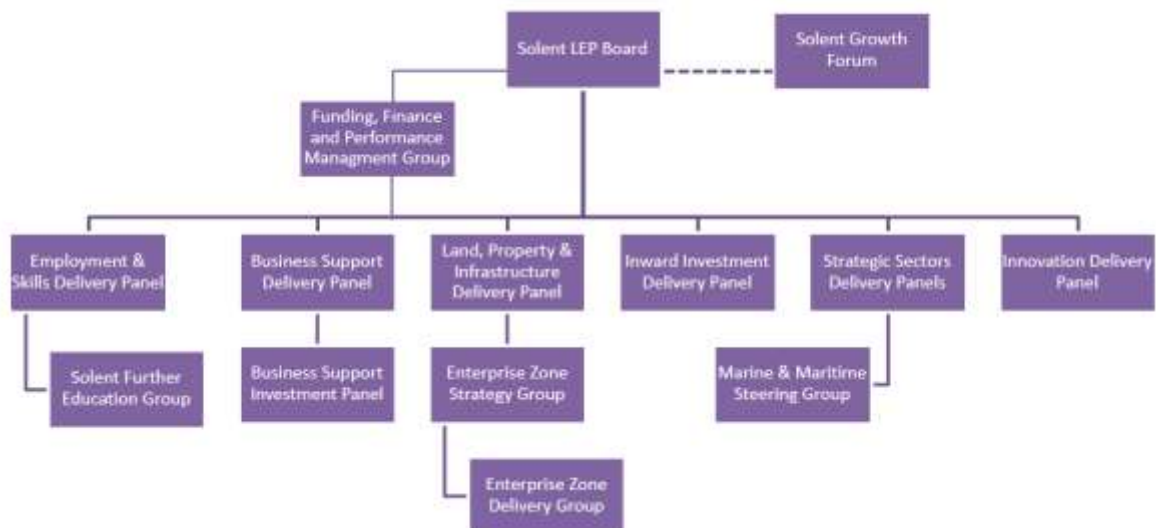 Solent LEP Board
Solent Growth
Forum
Funding, Finance
and Performance
Managment Group
Employment &
Skills Delivery Panel
Business Support
Delivery Panel
Land, Property &
Infrastructure
Delivery Panel
Inward Investment
Delivery Panel
Strategic Sectors
Delivery Panels
Innovation Delivery
Panel
Solent Further
Education Group
Business Support
Investment Panel
Enterprise Zone
Strategy Group
Marine & Maritime
Steering Group
Enterprise Zone
Delivery Group